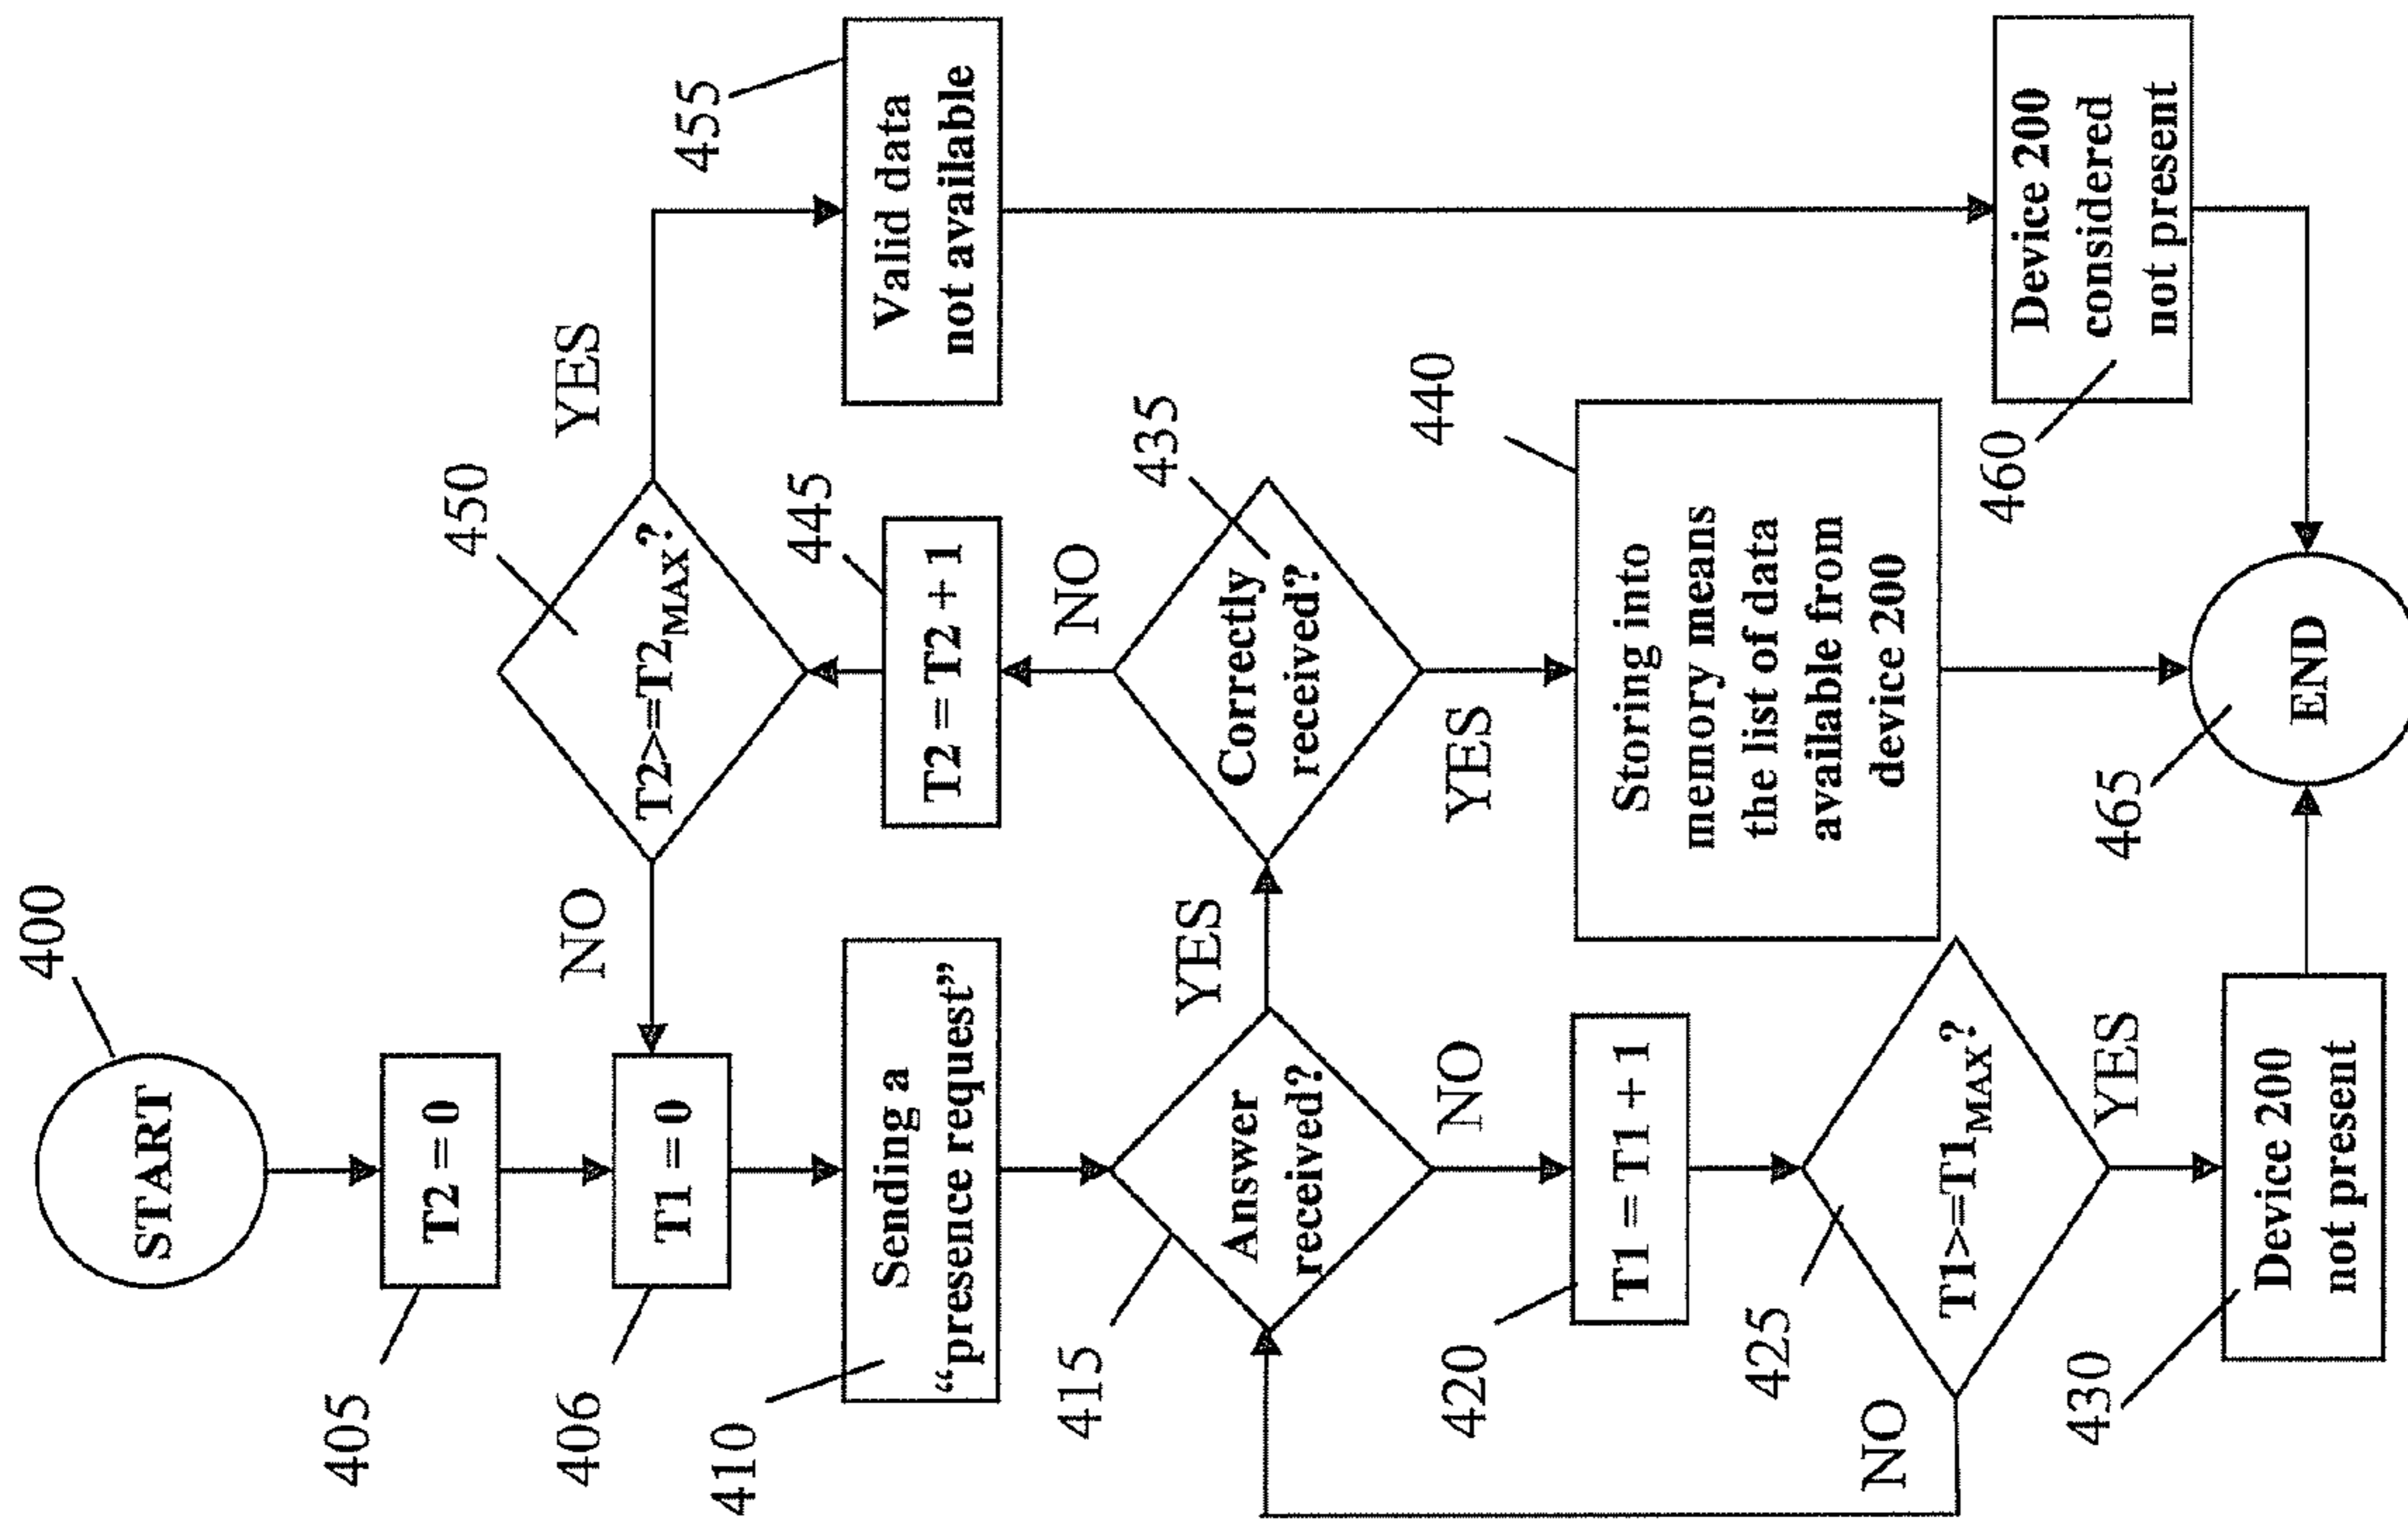 400
START
405
T2 = 0
406
T1 = 0
410
Sending a
“presence request”
415
Answer
received?
YES
NO
420
T1 = T1 + 1
425
T1>=T1MAX?
NO
YES
430
Device 200
not present
435
Correctly
received?
NO
YES
445
T2 = T2 + 1
450
T2>=T2MAX?
NO
YES
455
Valid data
not available
440
Storing into
memory means
the list of data
available from
device 200
460
Device 200
considered
not present
465
END